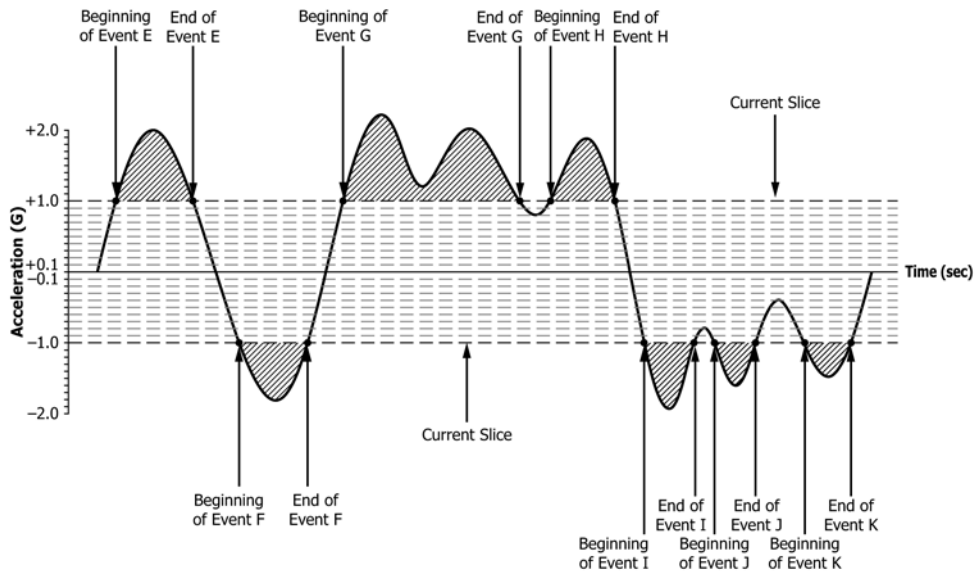 Beginning
of Event E
End of
Event E
Beginning of
Event G
End of
Event G
Beginning
of Event H
End of
Event H
Current Slice
+2.0
+1.0
+0.1
−0.1
−1.0
−2.0
Acceleration (G)
Time (sec)
Current Slice
Beginning
of Event F
End of
Event F
Beginning
of Event I
End of
Event I
Beginning
of Event J
End of
Event J
Beginning
of Event K
End of
Event K